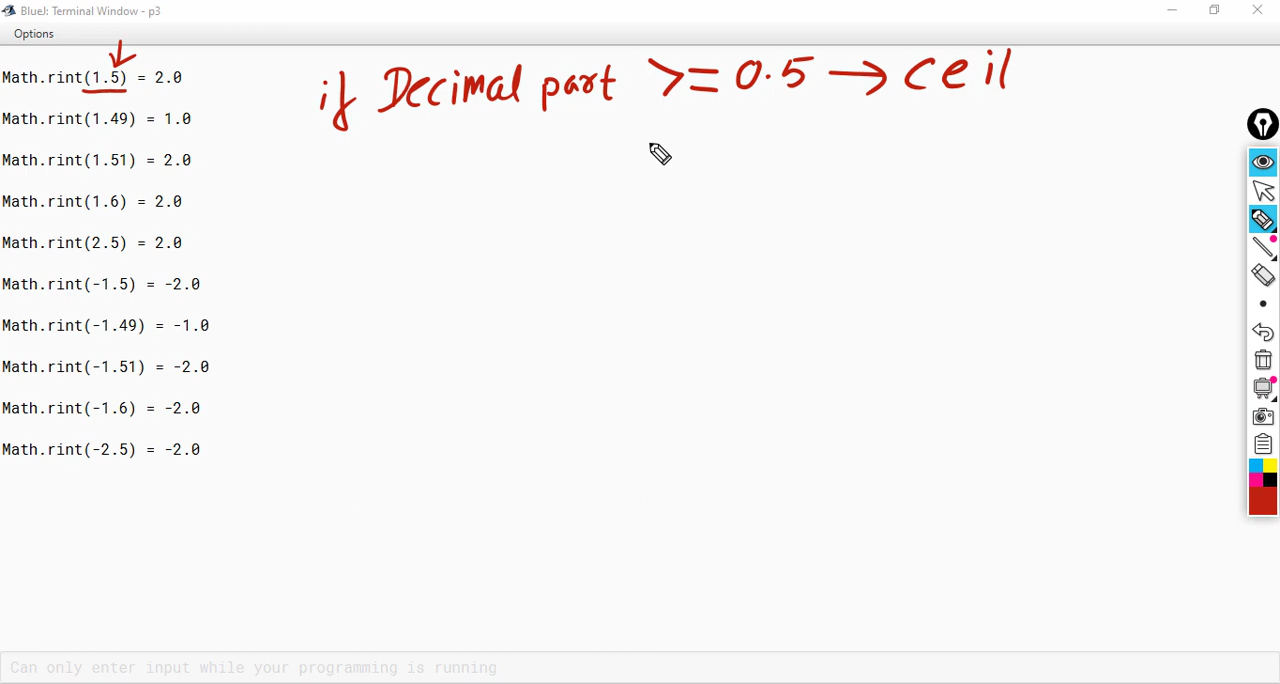 BlueJ: Terminal Window - p3
Options
Math.rint(1.5) = 2.0
if Decimal part >= 0.5 → ceil
Math.rint(1.49) = 1.0
Math.rint(1.51) = 2.0
Math.rint(1.6) = 2.0
Math.rint(2.5) = 2.0
Math.rint(-1.5) = -2.0
Math.rint(-1.49) = -1.0
Math.rint(-1.51) = -2.0
Math.rint(-1.6) = -2.0
Math.rint(-2.5) = -2.0
Can only enter input while your programming is running